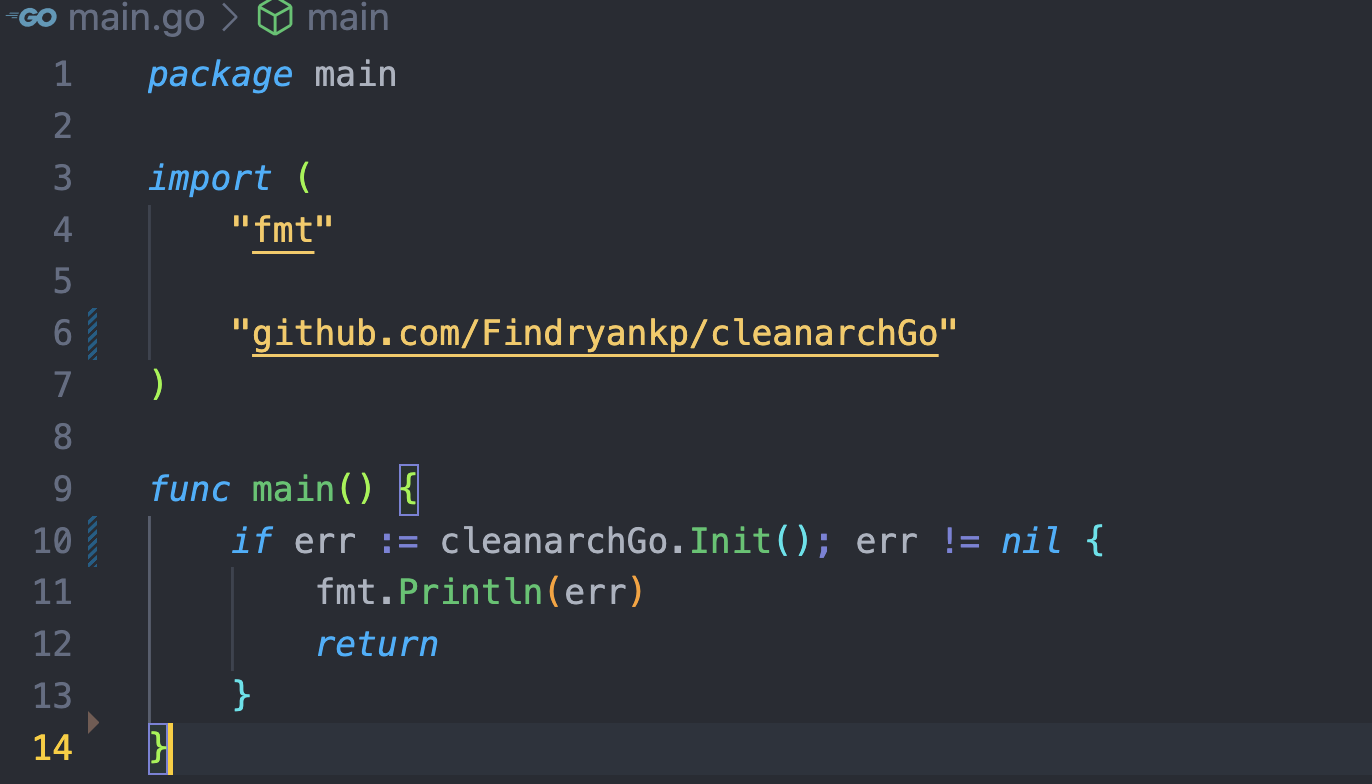 GO main.go > main
1 package main
2
3 import (
4 "fmt"
5
6 "github.com/Findryankp/cleanarchGo"
7 )
8
9 func main() {
10 if err := cleanarchGo.Init(); err != nil {
11 fmt.Println(err)
12 return
13 }
14 }